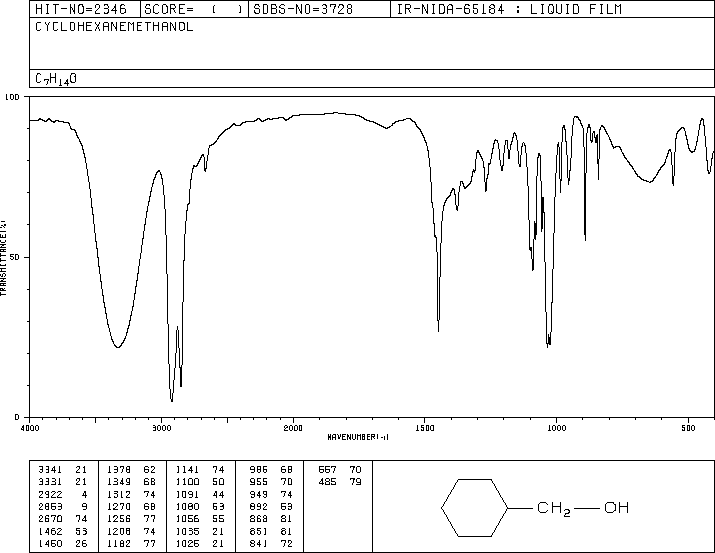 HIT-NO=2346 SCORE= ( ) SDBS-NO=3728 IR-NIDA-65184 : LIQUID FILM
CYCLOHEXANEMETHANOL
C7H14O
100
50
0
TRANSMITTANCE(%)
4000 3000 2000 1500 1000 500
WAVENUMBER(-1)
3341 21 1378 62 1141 74 986 68 557 70
3331 21 1349 68 1100 50 955 70 485 79
2922 4 1312 74 1091 44 949 74
2853 9 1270 68 1080 53 892 53
2670 74 1256 77 1056 55 868 81
1462 53 1208 74 1035 21 851 81
1450 26 1182 77 1026 21 841 72
CH2 OH